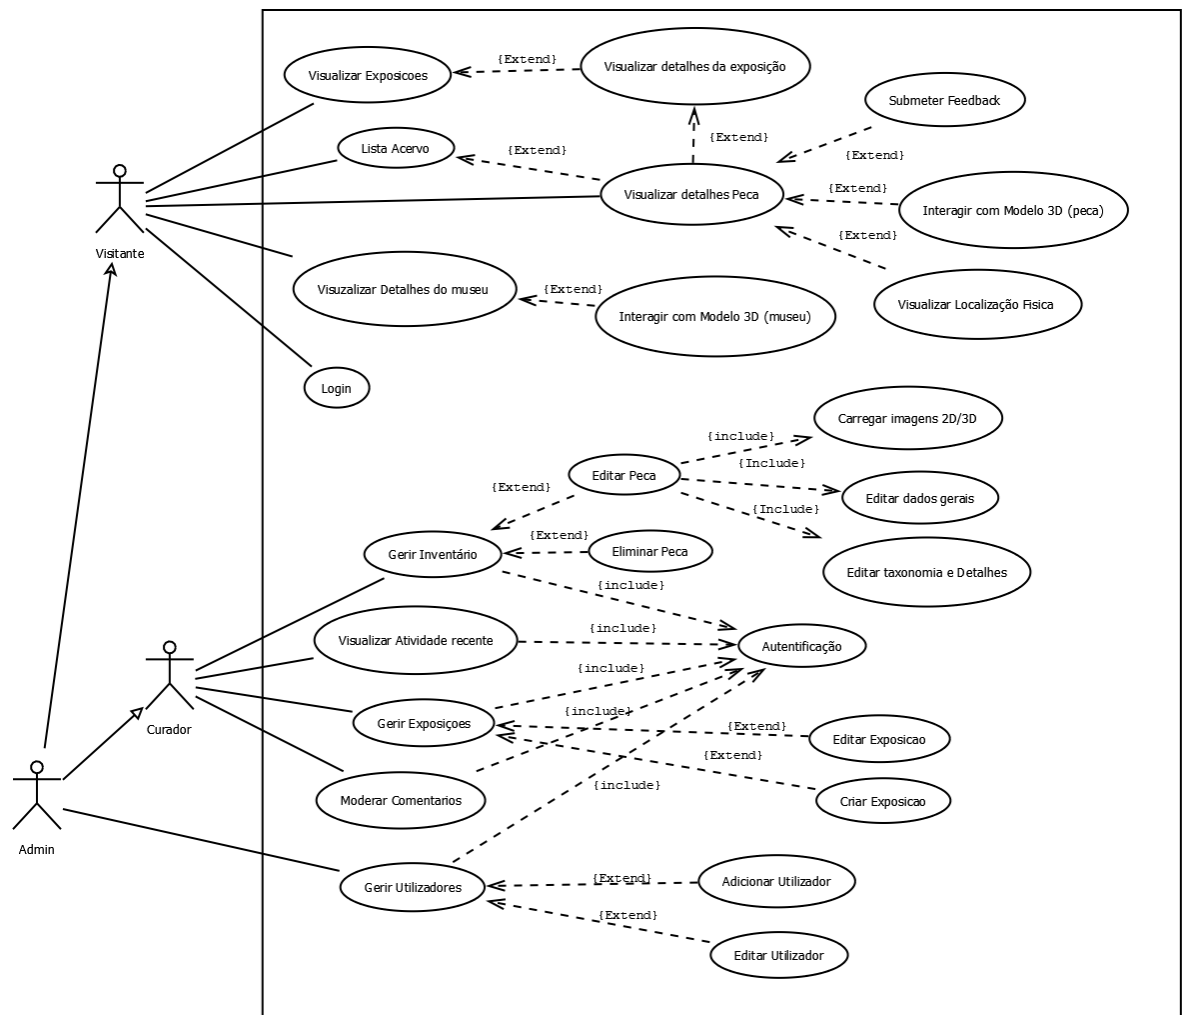 Visualizar Exposicoes
{Extend}
Visualizar detalhes da exposição
Submeter Feedback
Lista Acervo
{Extend}
{Extend}
{Extend}
Visualizar detalhes Peca
{Extend}
Interagir com Modelo 3D (peca)
{Extend}
Visitante
Visuzalizar Detalhes do museu
{Extend}
Interagir com Modelo 3D (museu)
Visualizar Localização Fisica
Login
Carregar imagens 2D/3D
{include}
Editar Peca
{Include}
Editar dados gerais
{Extend}
{Include}
Gerir Inventário
{Extend}
Eliminar Peca
Editar taxonomia e Detalhes
{include}
Visualizar Atividade recente
{include}
Autentificação
{include}
Curador
Gerir Exposiçoes
{include}
{Extend}
Editar Exposicao
{Extend}
{include}
Moderar Comentarios
Criar Exposicao
Admin
Gerir Utilizadores
{Extend}
Adicionar Utilizador
{Extend}
Editar Utilizador